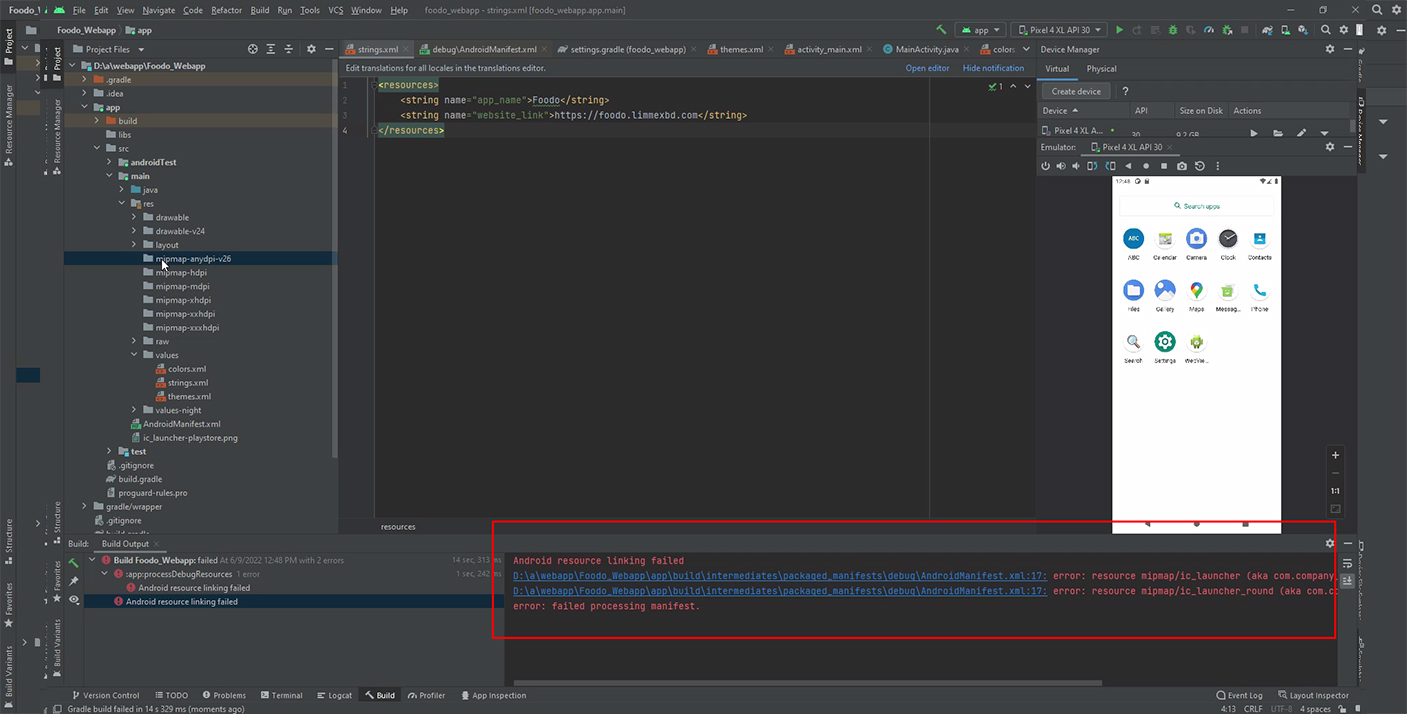 Foodo_W
File Edit View Navigate Code Refactor Build Run Tools VCS Window Help foodo_webapp - strings.xml [foodo_webapp.app.main]
Foodo_Webapp app
app Pixel 4 XL API 30
Project Files
strings.xml debug\AndroidManifest.xml settings.gradle (foodo_webapp) themes.xml activity_main.xml MainActivity.java colors
Device Manager
Edit translations for all locales in the translations editor. Open editor Hide notification
Virtual Physical
Create device ?
Device API Size on Disk Actions
Pixel 4 XL A... 30 9.2 GB
Emulator: Pixel 4 XL API 30
Project
Resource Manager
Structure
Favorites
Build Variants
Project
Resource Manager
Structure
Favorites
Build Variants
D:\a\webapp\Foodo_Webapp
.gradle
.idea
app
build
libs
src
androidTest
main
java
res
drawable
drawable-v24
layout
mipmap-anydpi-v26
mipmap-hdpi
mipmap-mdpi
mipmap-xhdpi
mipmap-xxhdpi
mipmap-xxxhdpi
raw
values
colors.xml
strings.xml
themes.xml
values-night
AndroidManifest.xml
ic_launcher-playstore.png
test
.gitignore
build.gradle
proguard-rules.pro
gradle/wrapper
.gitignore
build.gradle
1 <resources>
2 <string name="app_name">Foodo</string>
3 <string name="website_link">https://foodo.limmexbd.com</string>
4 </resources>
1
resources
12:48
Search apps
ABC Calendar Camera Clock Contacts
Files Gallery Maps Messag... Phone
Search Settings WebVie...
1:1
Build: Build Output
Build Foodo_Webapp: failed At 6/9/2022 12:48 PM with 2 errors 14 sec, 313 ms
:app:processDebugResources 1 error 1 sec, 242 ms
Android resource linking failed
Android resource linking failed
Android resource linking failed
D:\a\webapp\Foodo_Webapp\app\build\intermediates\packaged_manifests\debug\AndroidManifest.xml:17: error: resource mipmap/ic_launcher (aka com.company
D:\a\webapp\Foodo_Webapp\app\build\intermediates\packaged_manifests\debug\AndroidManifest.xml:17: error: resource mipmap/ic_launcher_round (aka com.co
error: failed processing manifest.
Version Control TODO Problems Terminal Logcat Build Profiler App Inspection Event Log Layout Inspector
Gradle build failed in 14 s 329 ms (moments ago) 4:13 CRLF UTF-8 4 spaces